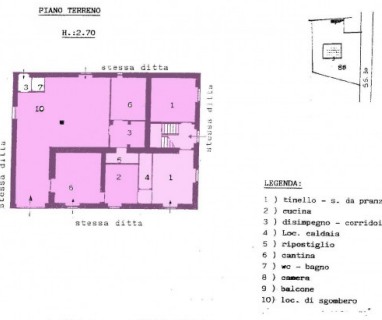 PIANO TERRENO
H.:2.70
stessa ditta
3
7
10
6
1
3
stessa ditta
stessa ditta
6
2
4
1
stessa ditta
LEGENDA:
1 ) tinello - s. da pranz
2 ) cucina
3 ) disimpegno - corridoi
4 ) Loc. caldaia
5 ) ripostiglio
6 ) cantina
7 ) wc - bagno
8 ) camera
9 ) balcone
10) loc. di sgombero